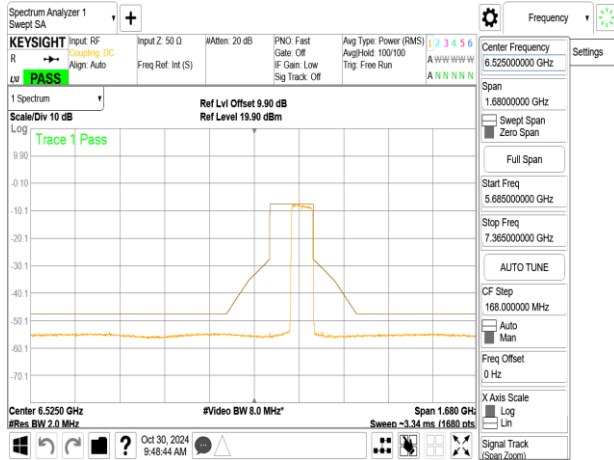 Spectrum Analyzer 1
Swept SA
+
Frequency
KEYSIGHT
R
LXI
PASS
Input: RF
Coupling: DC
Align: Auto
Input Z: 50 Ω
Freq Ref: Int (S)
#Atten: 20 dB
PNO: Fast
Gate: Off
IF Gain: Low
Sig Track: Off
Avg Type: Power (RMS)
Avg|Hold: 100/100
Trig: Free Run
1 2 3 4 5 6
A W W W W W
A N N N N N
1 Spectrum
Scale/Div 10 dB
Ref Lvl Offset 9.90 dB
Ref Level 19.90 dBm
Log
Trace 1 Pass
9.90
-0.10
-10.1
-20.1
-30.1
-40.1
-50.1
-60.1
-70.1
Center 6.5250 GHz
#Video BW 8.0 MHz*
Span 1.680 GHz
#Res BW 2.0 MHz
Sweep ~3.34 ms (1680 pts
?
Oct 30, 2024
9:48:44 AM
Center Frequency
6.525000000 GHz
Settings
Span
1.68000000 GHz
Swept Span
Zero Span
Full Span
Start Freq
5.685000000 GHz
Stop Freq
7.365000000 GHz
AUTO TUNE
CF Step
168.000000 MHz
Auto
Man
Freq Offset
0 Hz
X Axis Scale
Log
Lin
Signal Track
(Span Zoom)